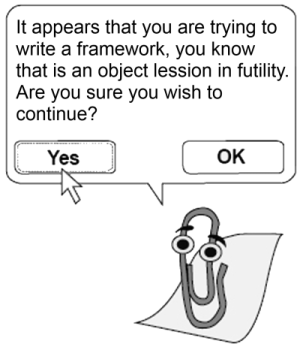 It appears that you are trying to
write a framework, you know
that is an object lession in futility.
Are you sure you wish to
continue?
Yes OK